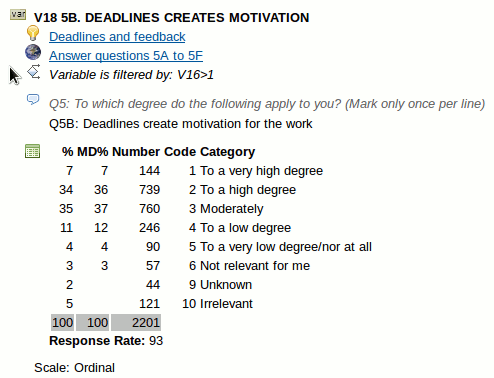 var V18 5B. DEADLINES CREATES MOTIVATION
Deadlines and feedback
Answer questions 5A to 5F
Variable is filtered by: V16>1
Q5: To which degree do the following apply to you? (Mark only once per line)
Q5B: Deadlines create motivation for the work
% MD% Number Code Category
7 7 144 1 To a very high degree
34 36 739 2 To a high degree
35 37 760 3 Moderately
11 12 246 4 To a low degree
4 4 90 5 To a very low degree/nor at all
3 3 57 6 Not relevant for me
2 44 9 Unknown
5 121 10 Irrelevant
100 100 2201
Response Rate: 93
Scale: Ordinal